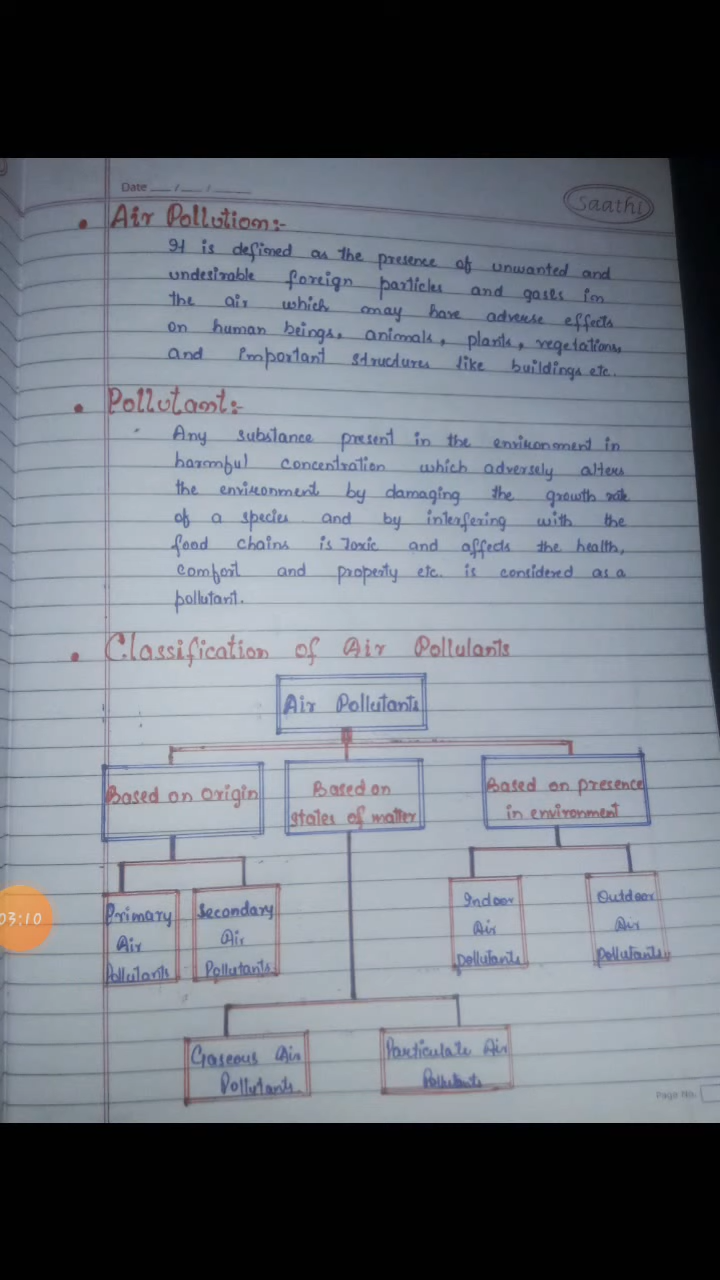 Date __/__/____
Saathi
• Air Pollution:-
It is defined as the presence of unwanted and
undesirable foreign particles and gases in
the air which may have adverse effects
on human beings, animals, plants, vegetations,
and important structures like buildings etc.
• Pollutant:-
Any substance present in the environment in
harmful concentration which adversely alters
the environment by damaging the growth rate
of a species and by interfering with the
food chains is toxic and affects the health,
comfort and property etc. is considered as a
pollutant.
• Classification of Air Pollutants
Air Pollutants
Based on origin
Based on
states of matter
Based on presence
in environment
Primary
Air
Pollutants
Secondary
Air
Pollutants
Indoor
Air
pollutants
Outdoor
Air
pollutants
03:10
Gaseous Air
Pollutants
Particulate Air
Pollutants
Page No.